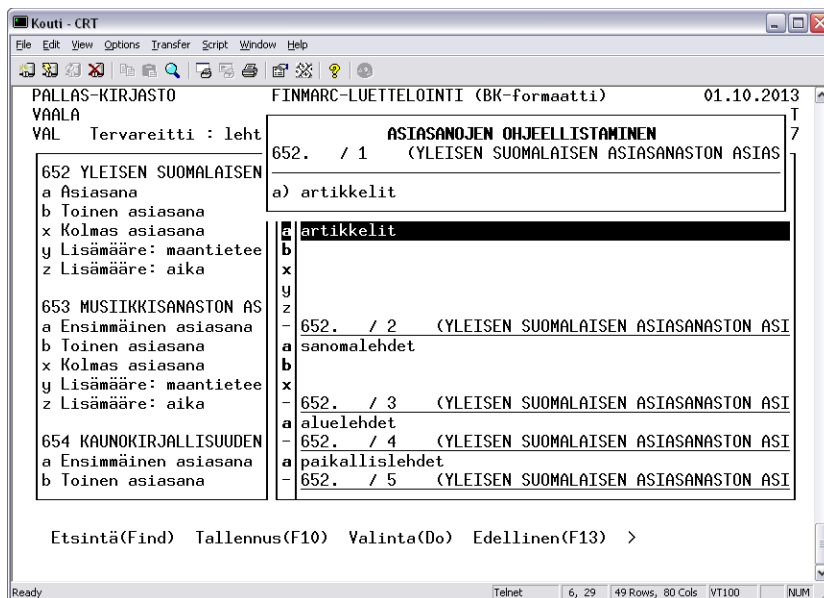 Kouti - CRT
File Edit View Options Transfer Script Window Help
PALLAS-KIRJASTO FINMARC-LUETTELOINTI (BK-formaatti) 01.10.2013
VAALA T
VAL Tervareitti : leht 7
ASIASANOJEN OHJEELLISTAMINEN
652. / 1 (YLEISEN SUOMALAISEN ASIASANASTON ASIAS
a) artikkelit
652 YLEISEN SUOMALAISEN
a Asiasana
b Toinen asiasana
x Kolmas asiasana
y Lisämääre: maantietee
z Lisämääre: aika
653 MUSIIKKISANASTON AS
a Ensimmäinen asiasana
b Toinen asiasana
x Kolmas asiasana
y Lisämääre: maantietee
z Lisämääre: aika
654 KAUNOKIRJALLISUUDEN
a Ensimmäinen asiasana
b Toinen asiasana
a artikkelit
b
x
y
z
- 652. / 2 (YLEISEN SUOMALAISEN ASIASANASTON ASI
a sanomalehdet
b
x
- 652. / 3 (YLEISEN SUOMALAISEN ASIASANASTON ASI
a aluelehdet
- 652. / 4 (YLEISEN SUOMALAISEN ASIASANASTON ASI
a paikallislehdet
- 652. / 5 (YLEISEN SUOMALAISEN ASIASANASTON ASI
Etsintä(Find) Tallennus(F10) Valinta(Do) Edellinen(F13) >
Ready Telnet 6, 29 49 Rows, 80 Cols VT100 NUM